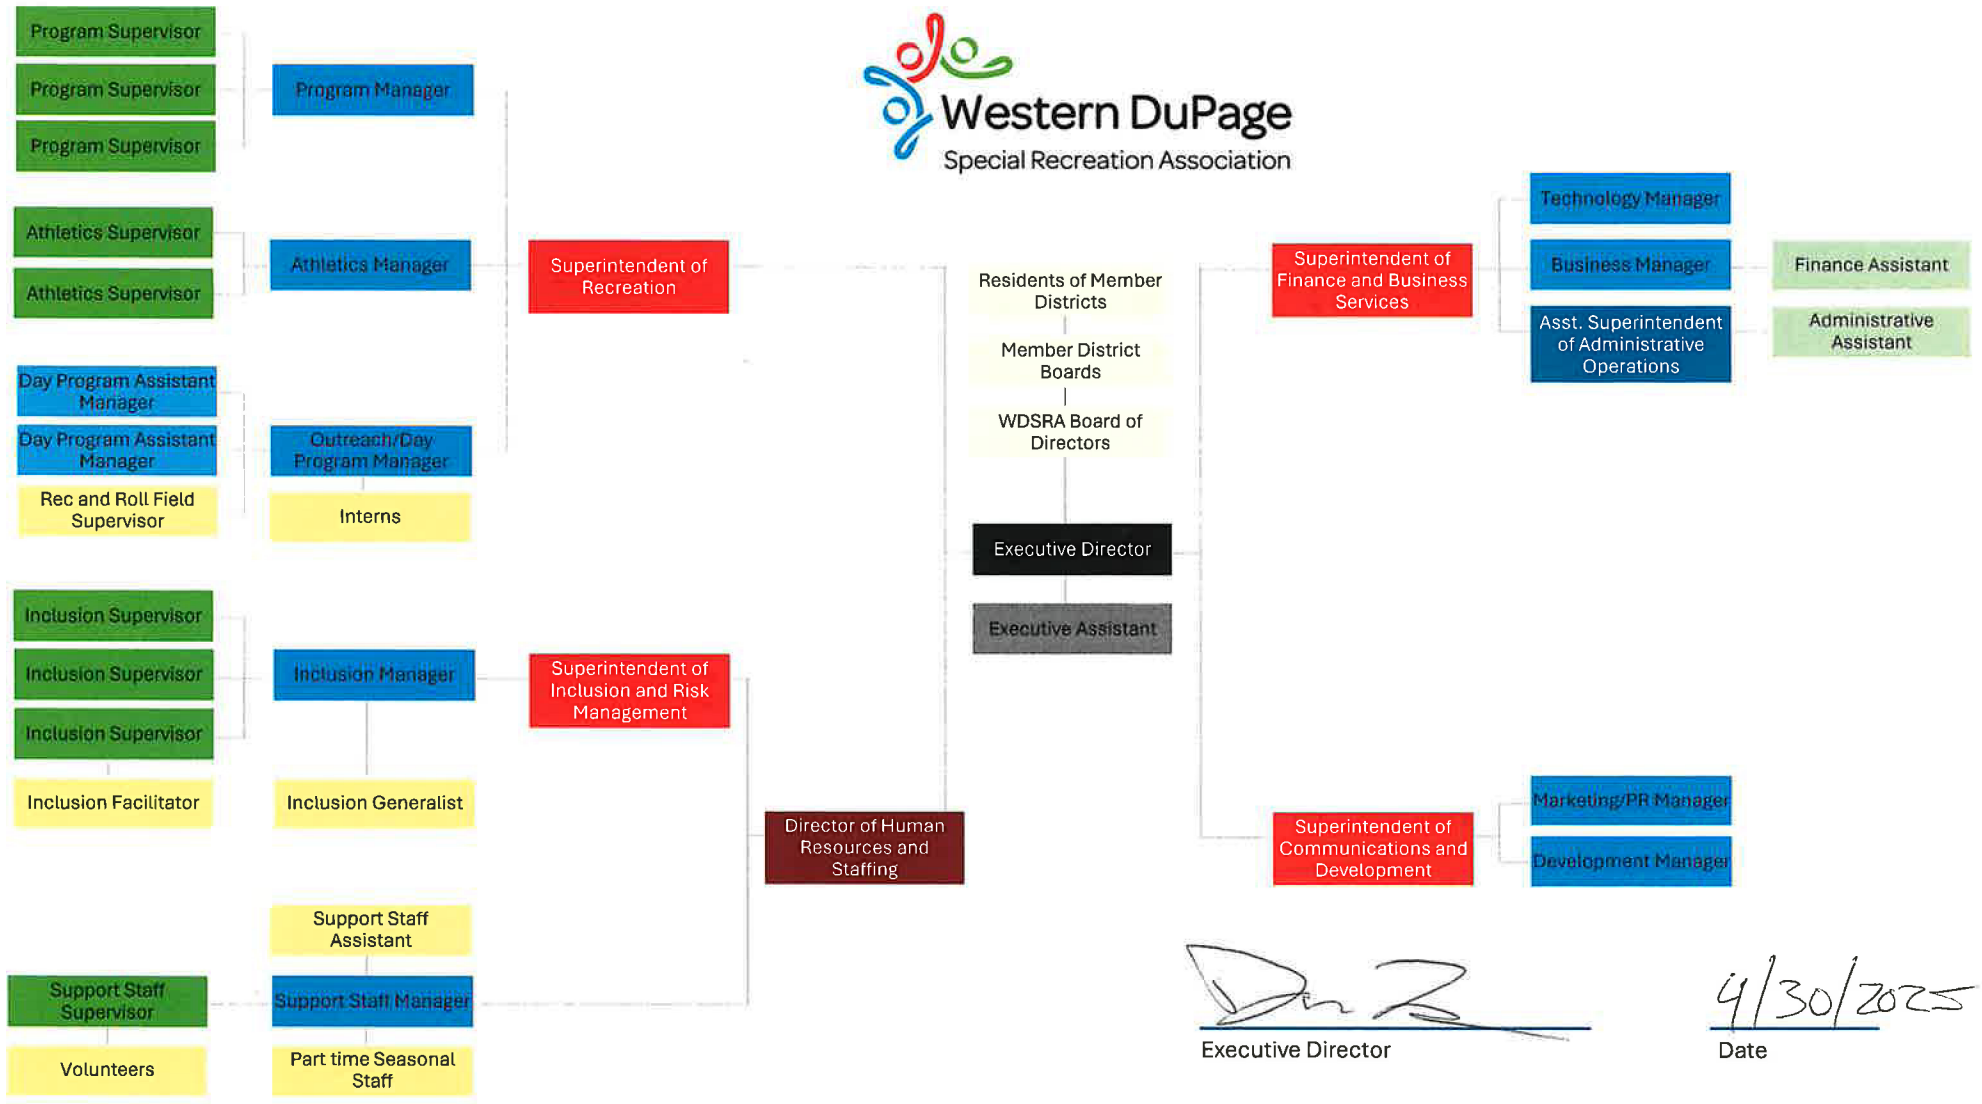 Western DuPage
Special Recreation Association
Program Supervisor
Program Supervisor
Program Supervisor
Program Manager
Athletics Supervisor
Athletics Supervisor
Athletics Manager
Superintendent of
Recreation
Day Program Assistant
Manager
Day Program Assistant
Manager
Rec and Roll Field
Supervisor
Outreach/Day
Program Manager
Interns
Inclusion Supervisor
Inclusion Supervisor
Inclusion Supervisor
Inclusion Facilitator
Inclusion Manager
Inclusion Generalist
Superintendent of
Inclusion and Risk
Management
Support Staff
Assistant
Support Staff
Supervisor
Support Staff Manager
Volunteers
Part time Seasonal
Staff
Director of Human
Resources and
Staffing
Residents of Member
Districts
Member District
Boards
WDSRA Board of
Directors
Executive Director
Executive Assistant
Superintendent of
Finance and Business
Services
Technology Manager
Business Manager
Asst. Superintendent
of Administrative
Operations
Finance Assistant
Administrative
Assistant
Superintendent of
Communications and
Development
Marketing/PR Manager
Development Manager
4/30/2025
Executive Director
Date